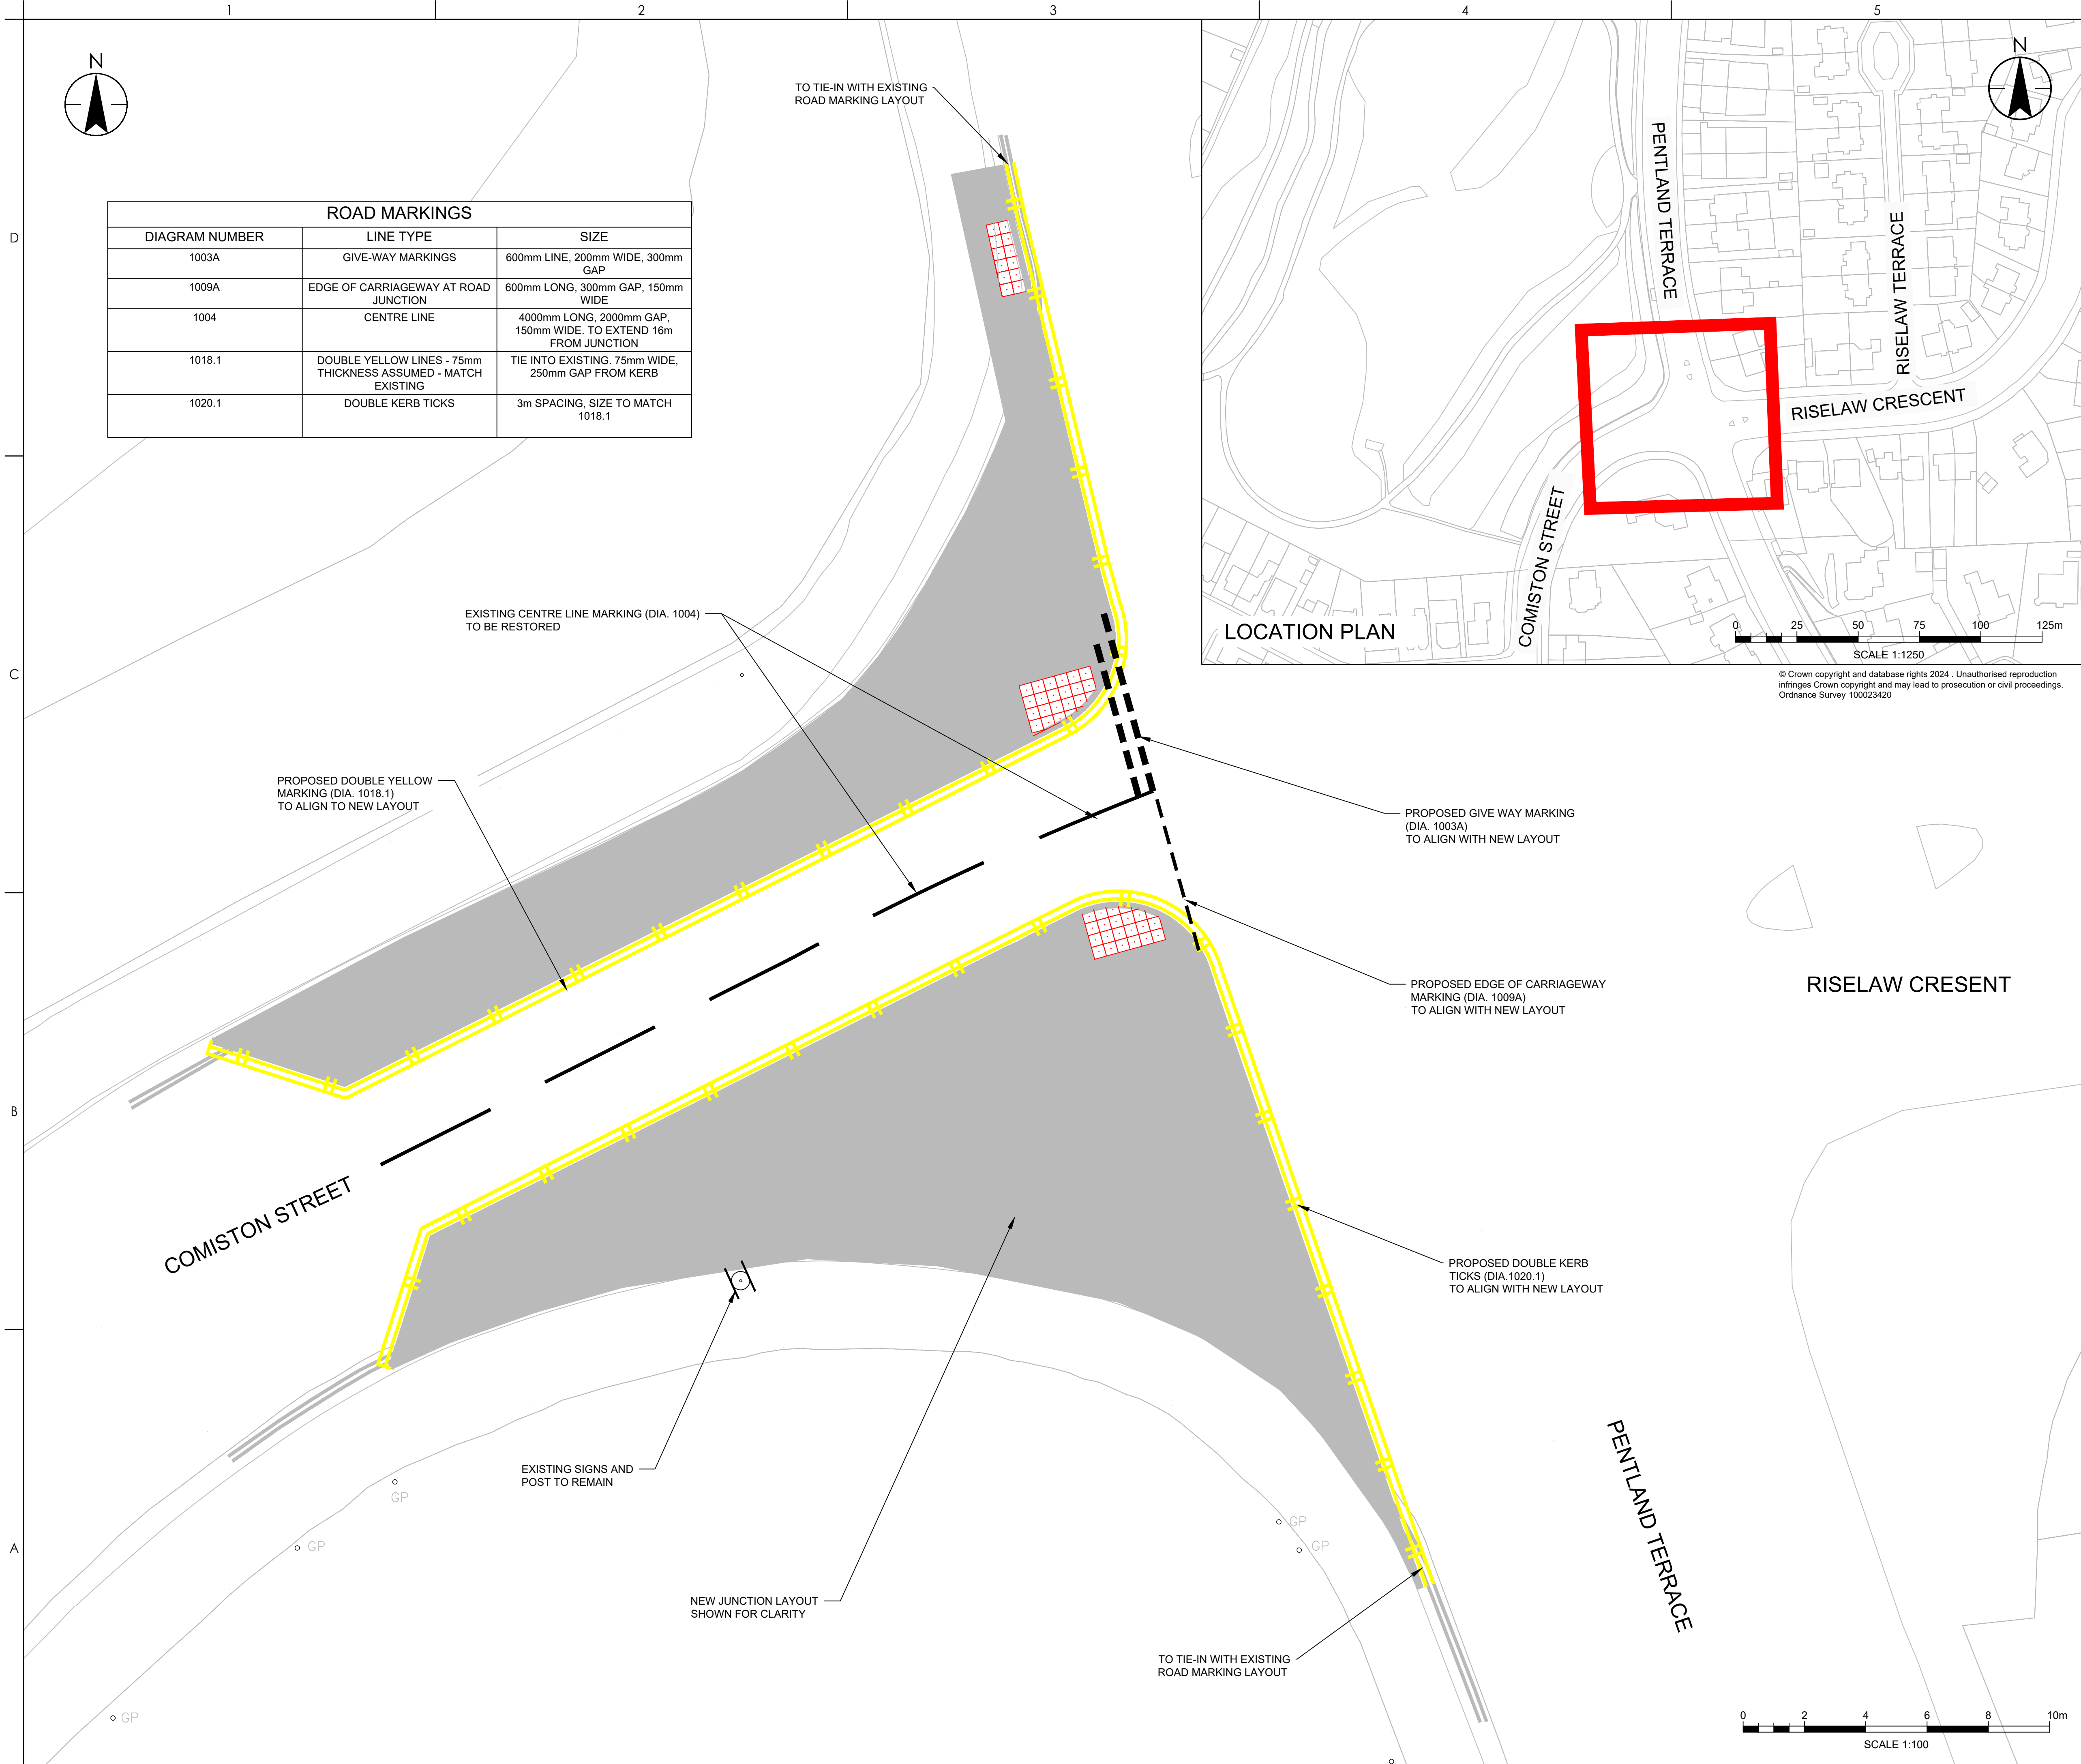 1
2
3
4
5
D
C
B
A
N
N
TO TIE-IN WITH EXISTING
ROAD MARKING LAYOUT
ROAD MARKINGS
DIAGRAM NUMBER
LINE TYPE
SIZE
1003A
GIVE-WAY MARKINGS
600mm LINE, 200mm WIDE, 300mm
GAP
1009A
EDGE OF CARRIAGEWAY AT ROAD
JUNCTION
600mm LONG, 300mm GAP, 150mm
WIDE
1004
CENTRE LINE
4000mm LONG, 2000mm GAP,
150mm WIDE. TO EXTEND 16m
FROM JUNCTION
1018.1
DOUBLE YELLOW LINES - 75mm
THICKNESS ASSUMED - MATCH
EXISTING
TIE INTO EXISTING. 75mm WIDE,
250mm GAP FROM KERB
1020.1
DOUBLE KERB TICKS
3m SPACING, SIZE TO MATCH
1018.1
PENTLAND TERRACE
RISELAW TERRACE
RISELAW CRESCENT
COMISTON STREET
LOCATION PLAN
0 25 50 75 100 125m
SCALE 1:1250
© Crown copyright and database rights 2024 . Unauthorised reproduction
infringes Crown copyright and may lead to prosecution or civil proceedings.
Ordnance Survey 100023420
EXISTING CENTRE LINE MARKING (DIA. 1004)
TO BE RESTORED
PROPOSED DOUBLE YELLOW
MARKING (DIA. 1018.1)
TO ALIGN TO NEW LAYOUT
PROPOSED GIVE WAY MARKING
(DIA. 1003A)
TO ALIGN WITH NEW LAYOUT
PROPOSED EDGE OF CARRIAGEWAY
MARKING (DIA. 1009A)
TO ALIGN WITH NEW LAYOUT
RISELAW CRESENT
COMISTON STREET
PROPOSED DOUBLE KERB
TICKS (DIA.1020.1)
TO ALIGN WITH NEW LAYOUT
EXISTING SIGNS AND
POST TO REMAIN
GP
GP
GP
GP
GP
PENTLAND TERRACE
NEW JUNCTION LAYOUT
SHOWN FOR CLARITY
TO TIE-IN WITH EXISTING
ROAD MARKING LAYOUT
0 2 4 6 8 10m
SCALE 1:100